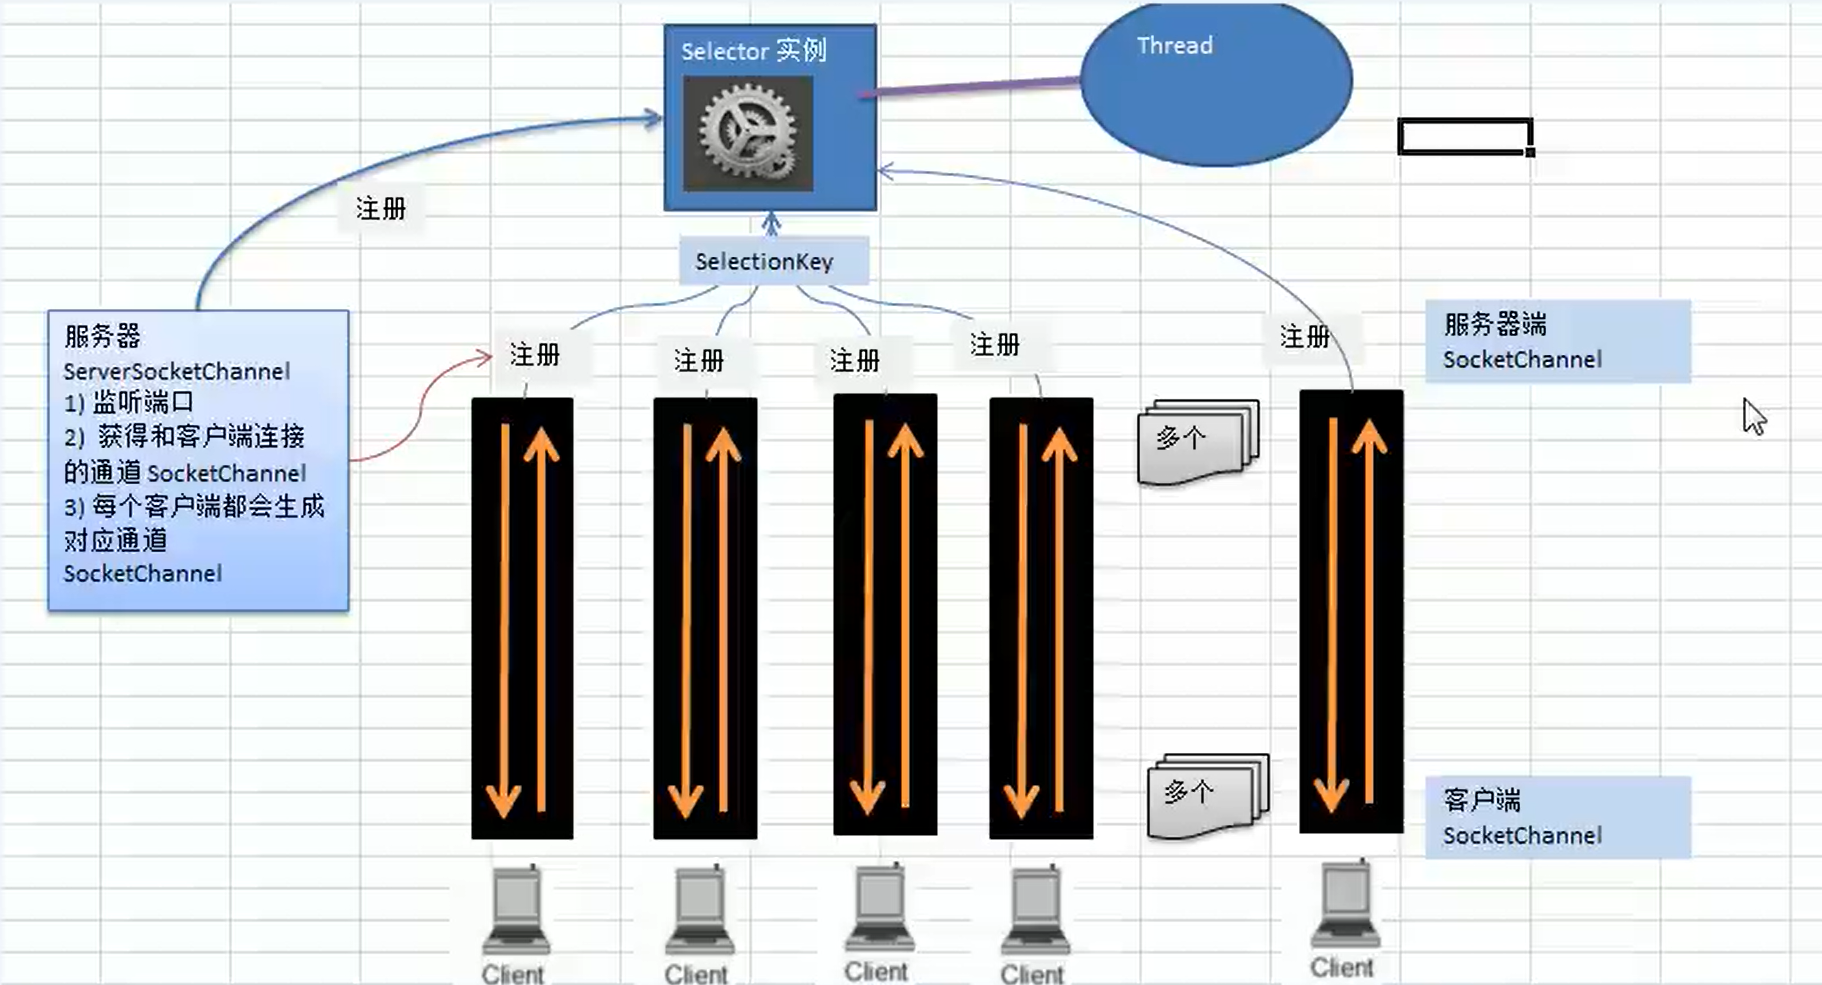 Selector 实例
Thread
注册
SelectionKey
服务器
ServerSocketChannel
1) 监听端口
2) 获得和客户端连接
的通道 SocketChannel
3) 每个客户端都会生成
对应通道
SocketChannel
注册
注册
注册
注册
注册
服务器端
SocketChannel
多个
多个
客户端
SocketChannel
Client
Client
Client
Client
Client